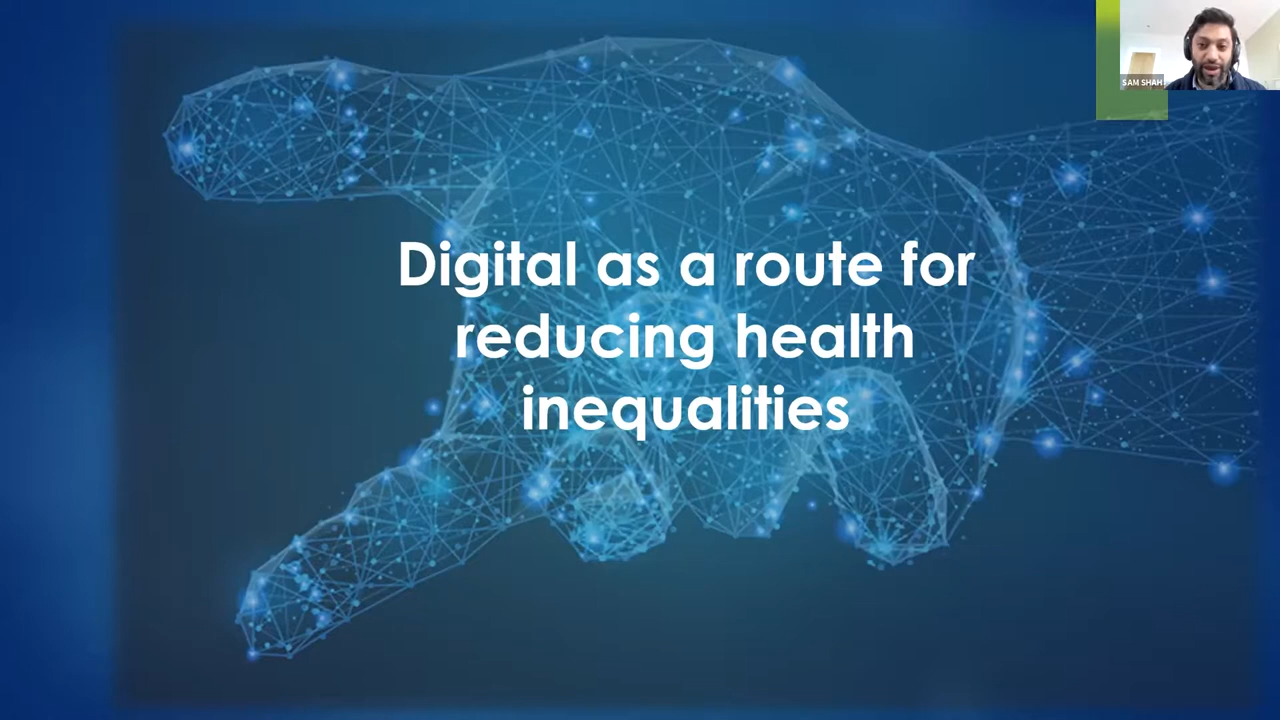 SAM SHAH
Digital as a route for
reducing health
inequalities